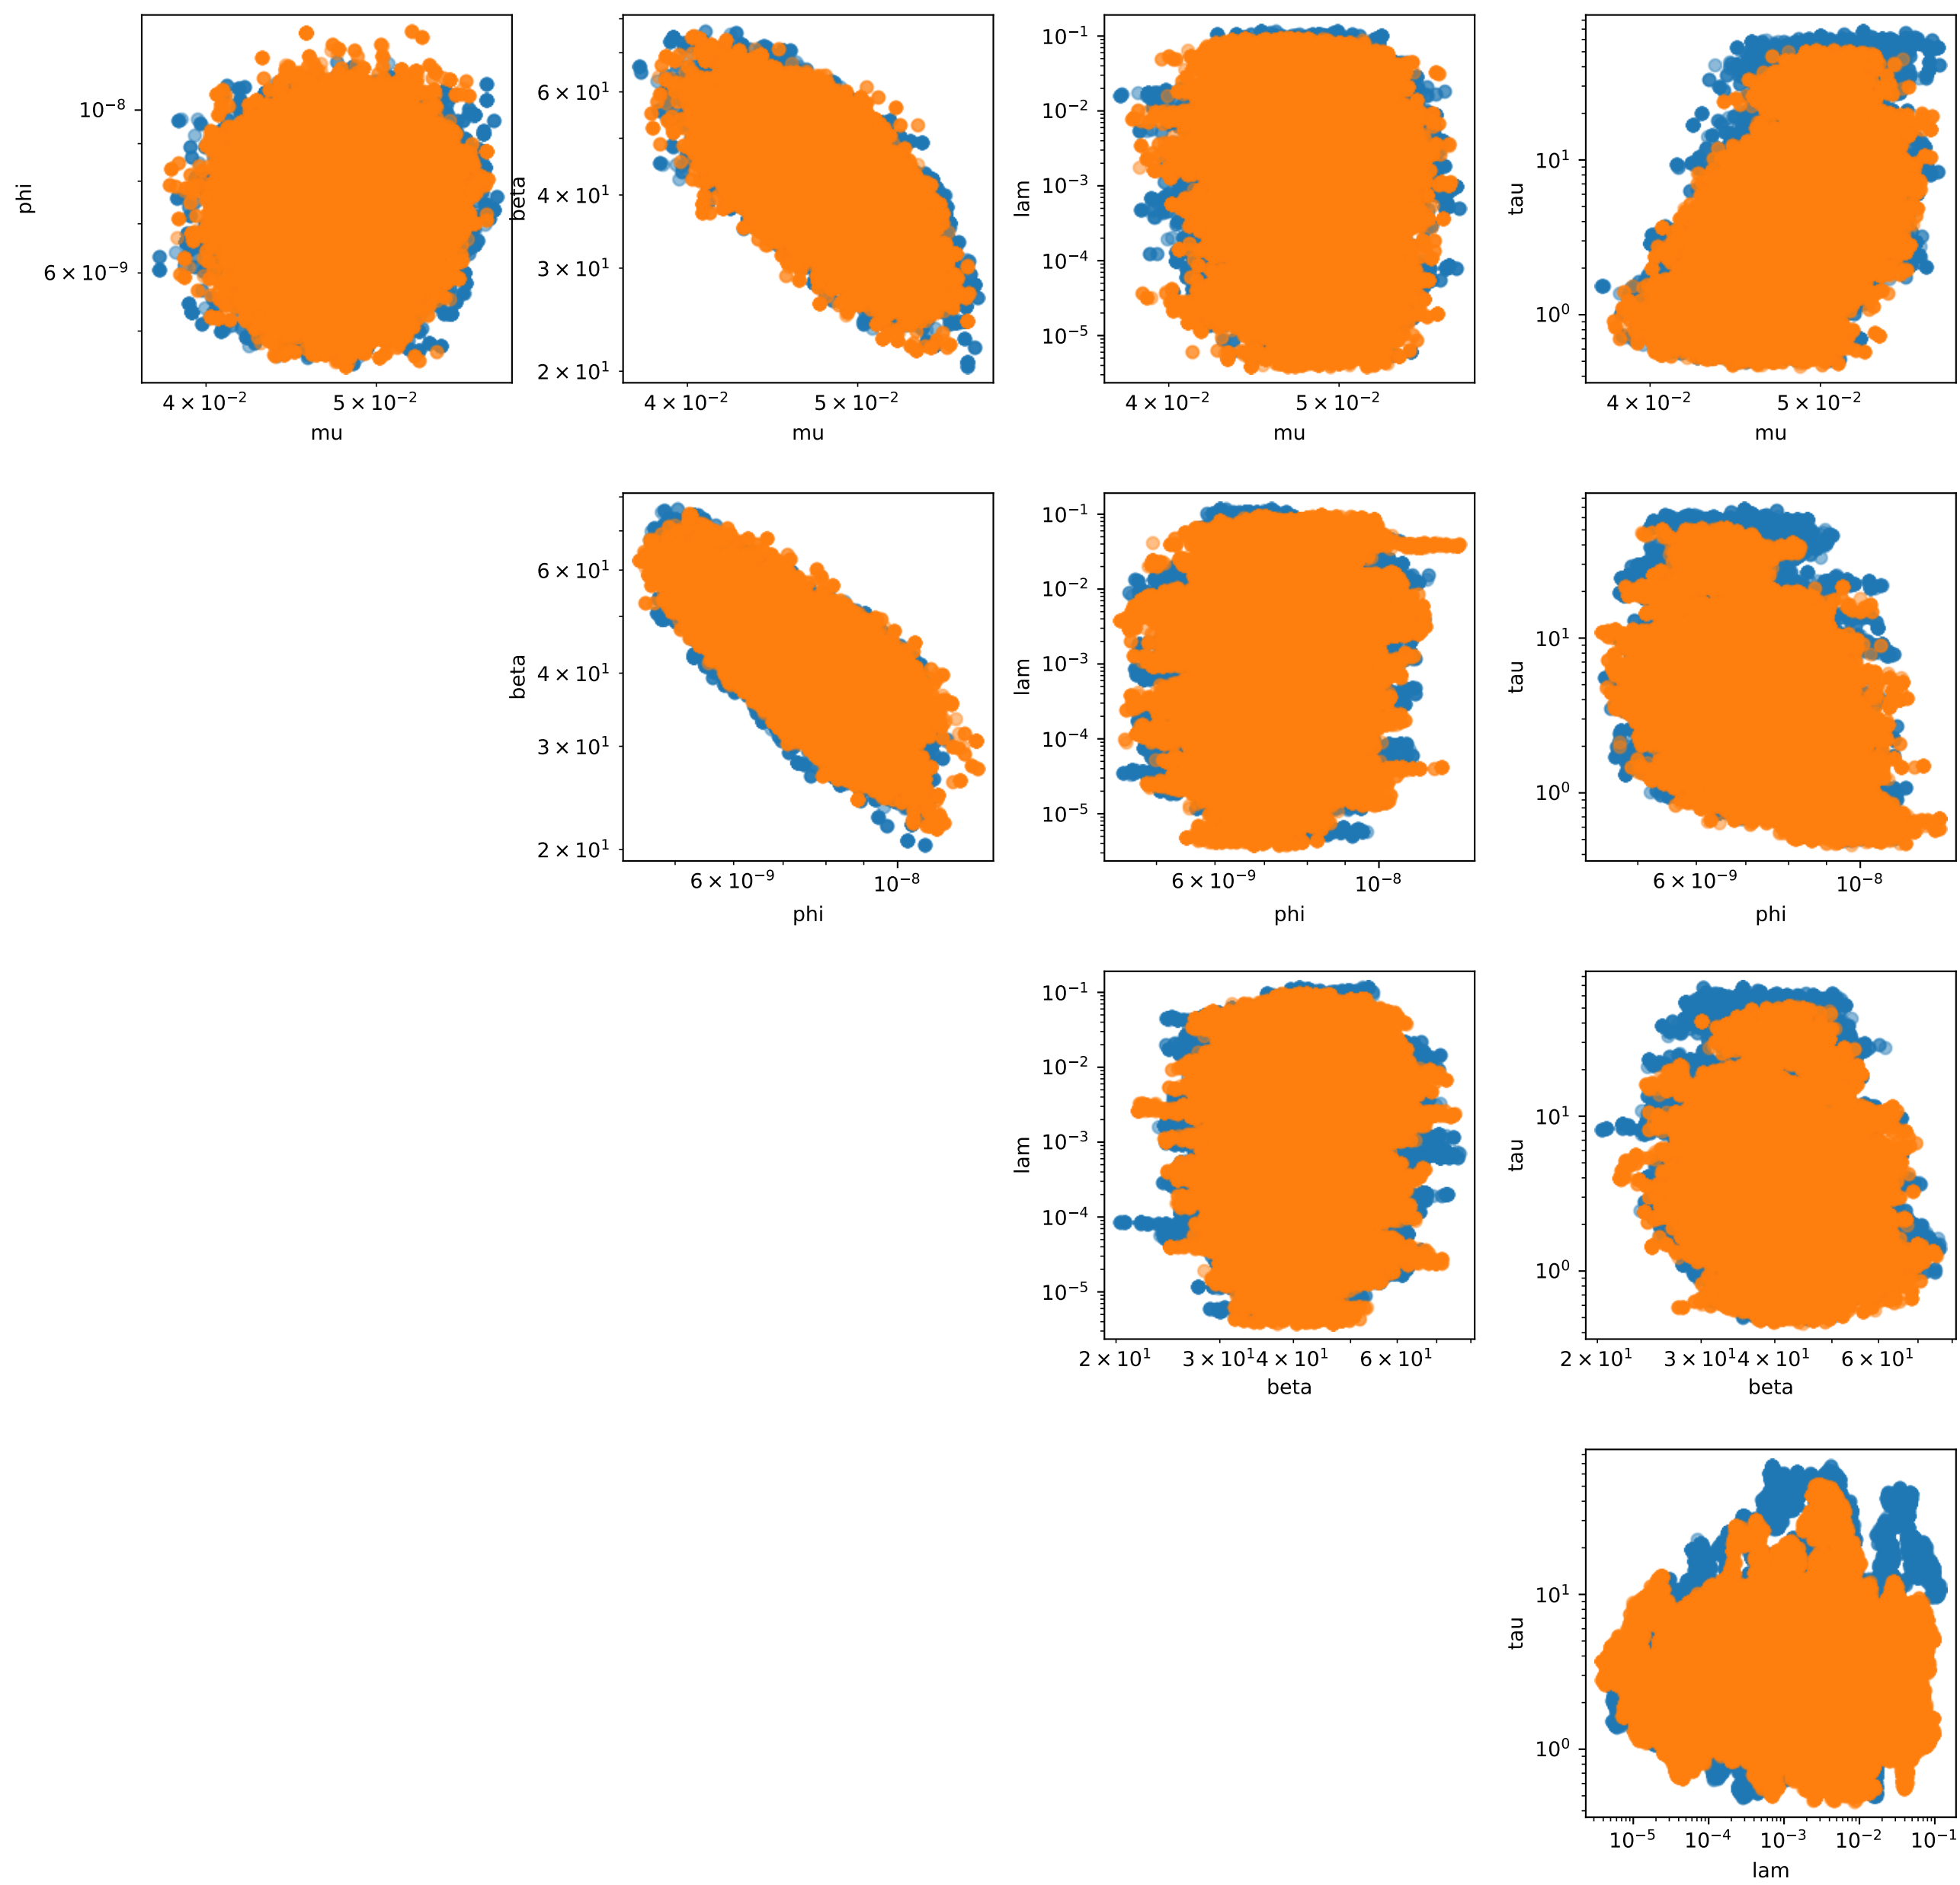 phi
10⁻⁸
6 × 10⁻⁹
4 × 10⁻² 5 × 10⁻²
mu
beta
6 × 10¹
4 × 10¹
3 × 10¹
2 × 10¹
4 × 10⁻² 5 × 10⁻²
mu
lam
10⁻¹
10⁻²
10⁻³
10⁻⁴
10⁻⁵
4 × 10⁻² 5 × 10⁻²
mu
tau
10¹
10⁰
4 × 10⁻² 5 × 10⁻²
mu
beta
6 × 10¹
4 × 10¹
3 × 10¹
2 × 10¹
6 × 10⁻⁹ 10⁻⁸
phi
lam
10⁻¹
10⁻²
10⁻³
10⁻⁴
10⁻⁵
6 × 10⁻⁹ 10⁻⁸
phi
tau
10¹
10⁰
6 × 10⁻⁹ 10⁻⁸
phi
lam
10⁻¹
10⁻²
10⁻³
10⁻⁴
10⁻⁵
2 × 10¹ 3 × 10¹ 4 × 10¹ 6 × 10¹
beta
tau
10¹
10⁰
2 × 10¹ 3 × 10¹ 4 × 10¹ 6 × 10¹
beta
tau
10¹
10⁰
10⁻⁵ 10⁻⁴ 10⁻³ 10⁻² 10⁻¹
lam